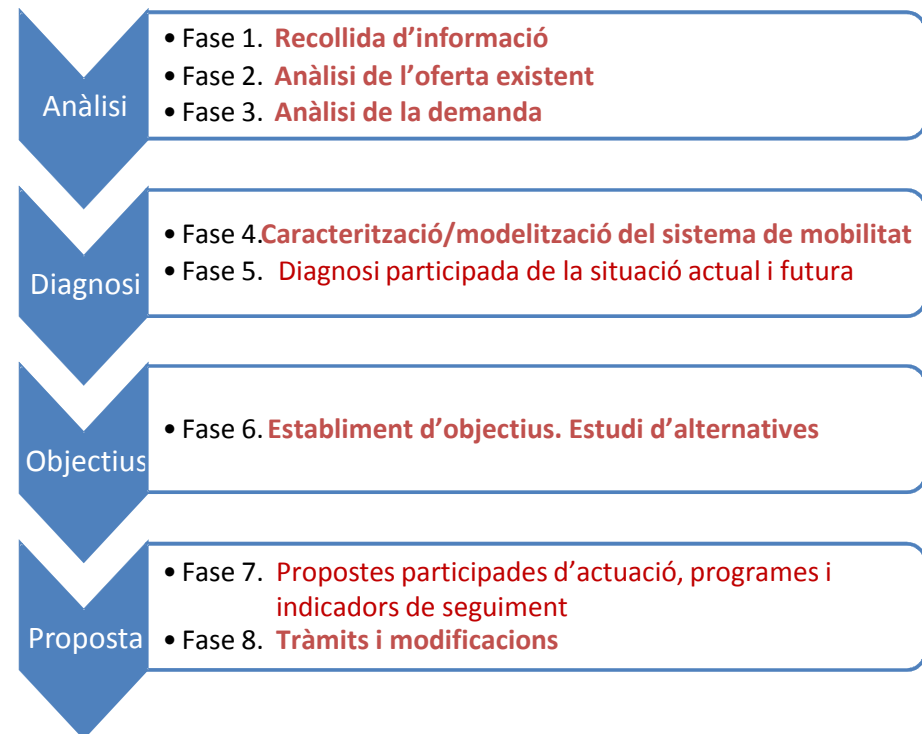 Anàlisi
• Fase 1. Recollida d’informació
• Fase 2. Anàlisi de l’oferta existent
• Fase 3. Anàlisi de la demanda
Diagnosi
• Fase 4.Caracterització/modelització del sistema de mobilitat
• Fase 5. Diagnosi participada de la situació actual i futura
Objectius
• Fase 6. Establiment d’objectius. Estudi d’alternatives
Proposta
• Fase 7. Propostes participades d’actuació, programes i
indicadors de seguiment
• Fase 8. Tràmits i modificacions